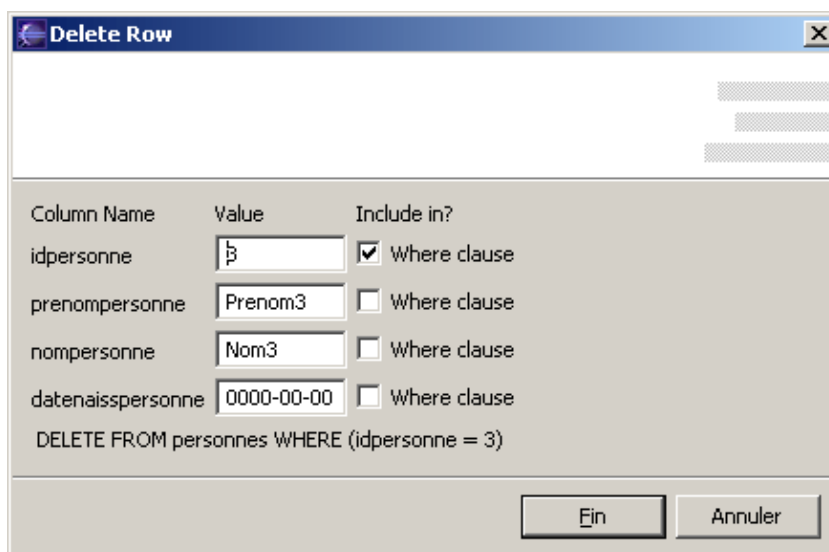 Delete Row
Column Name Value Include in?
idpersonne 3 Where clause
prenompersonne Prenom3 Where clause
nompersonne Nom3 Where clause
datenaisspersonne 0000-00-00 Where clause
DELETE FROM personnes WHERE (idpersonne = 3)
Fin Annuler